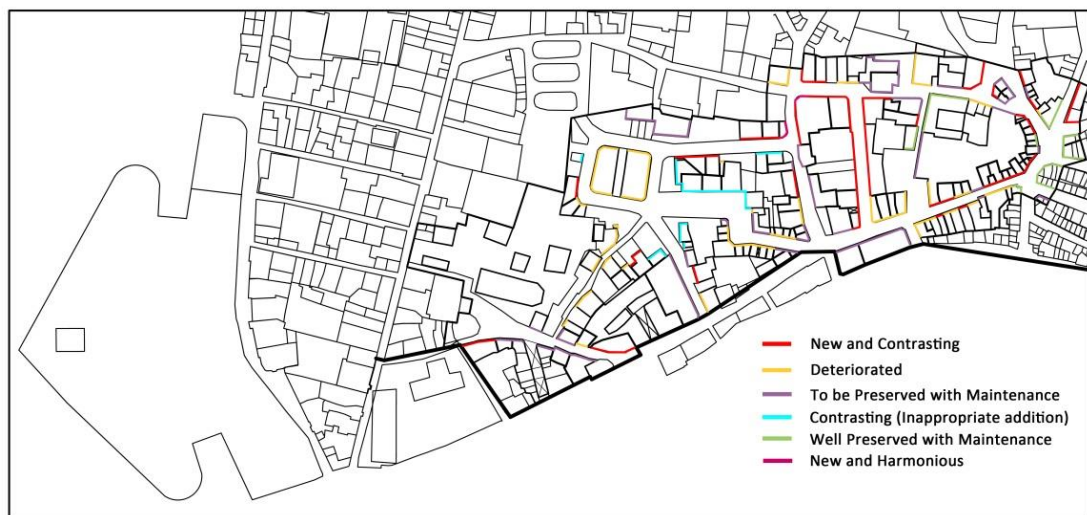 New and Contrasting
Deteriorated
To be Preserved with Maintenance
Contrasting (Inappropriate addition)
Well Preserved with Maintenance
New and Harmonious